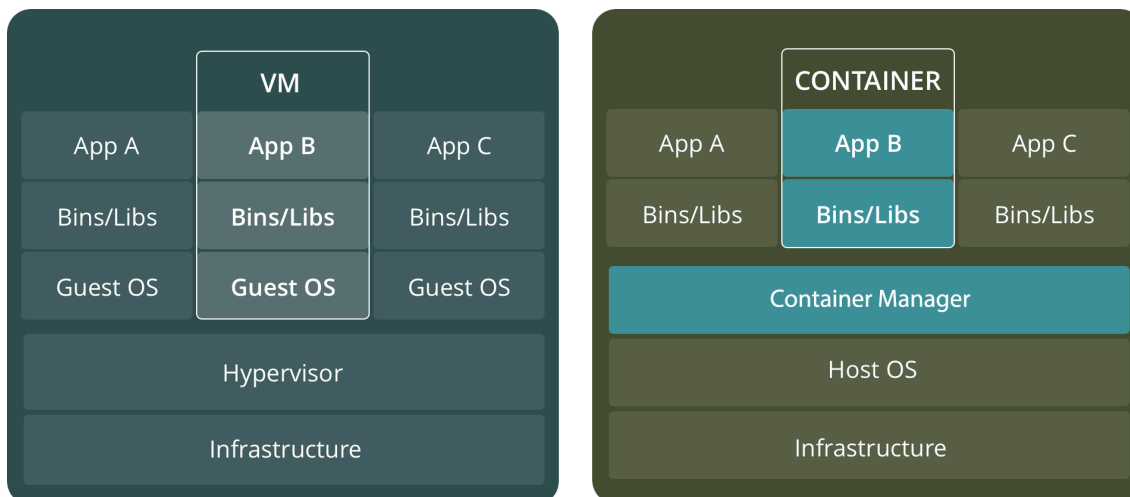 VM
App A
App B
App C
Bins/Libs
Bins/Libs
Bins/Libs
Guest OS
Guest OS
Guest OS
Hypervisor
Infrastructure
CONTAINER
App A
App B
App C
Bins/Libs
Bins/Libs
Bins/Libs
Container Manager
Host OS
Infrastructure